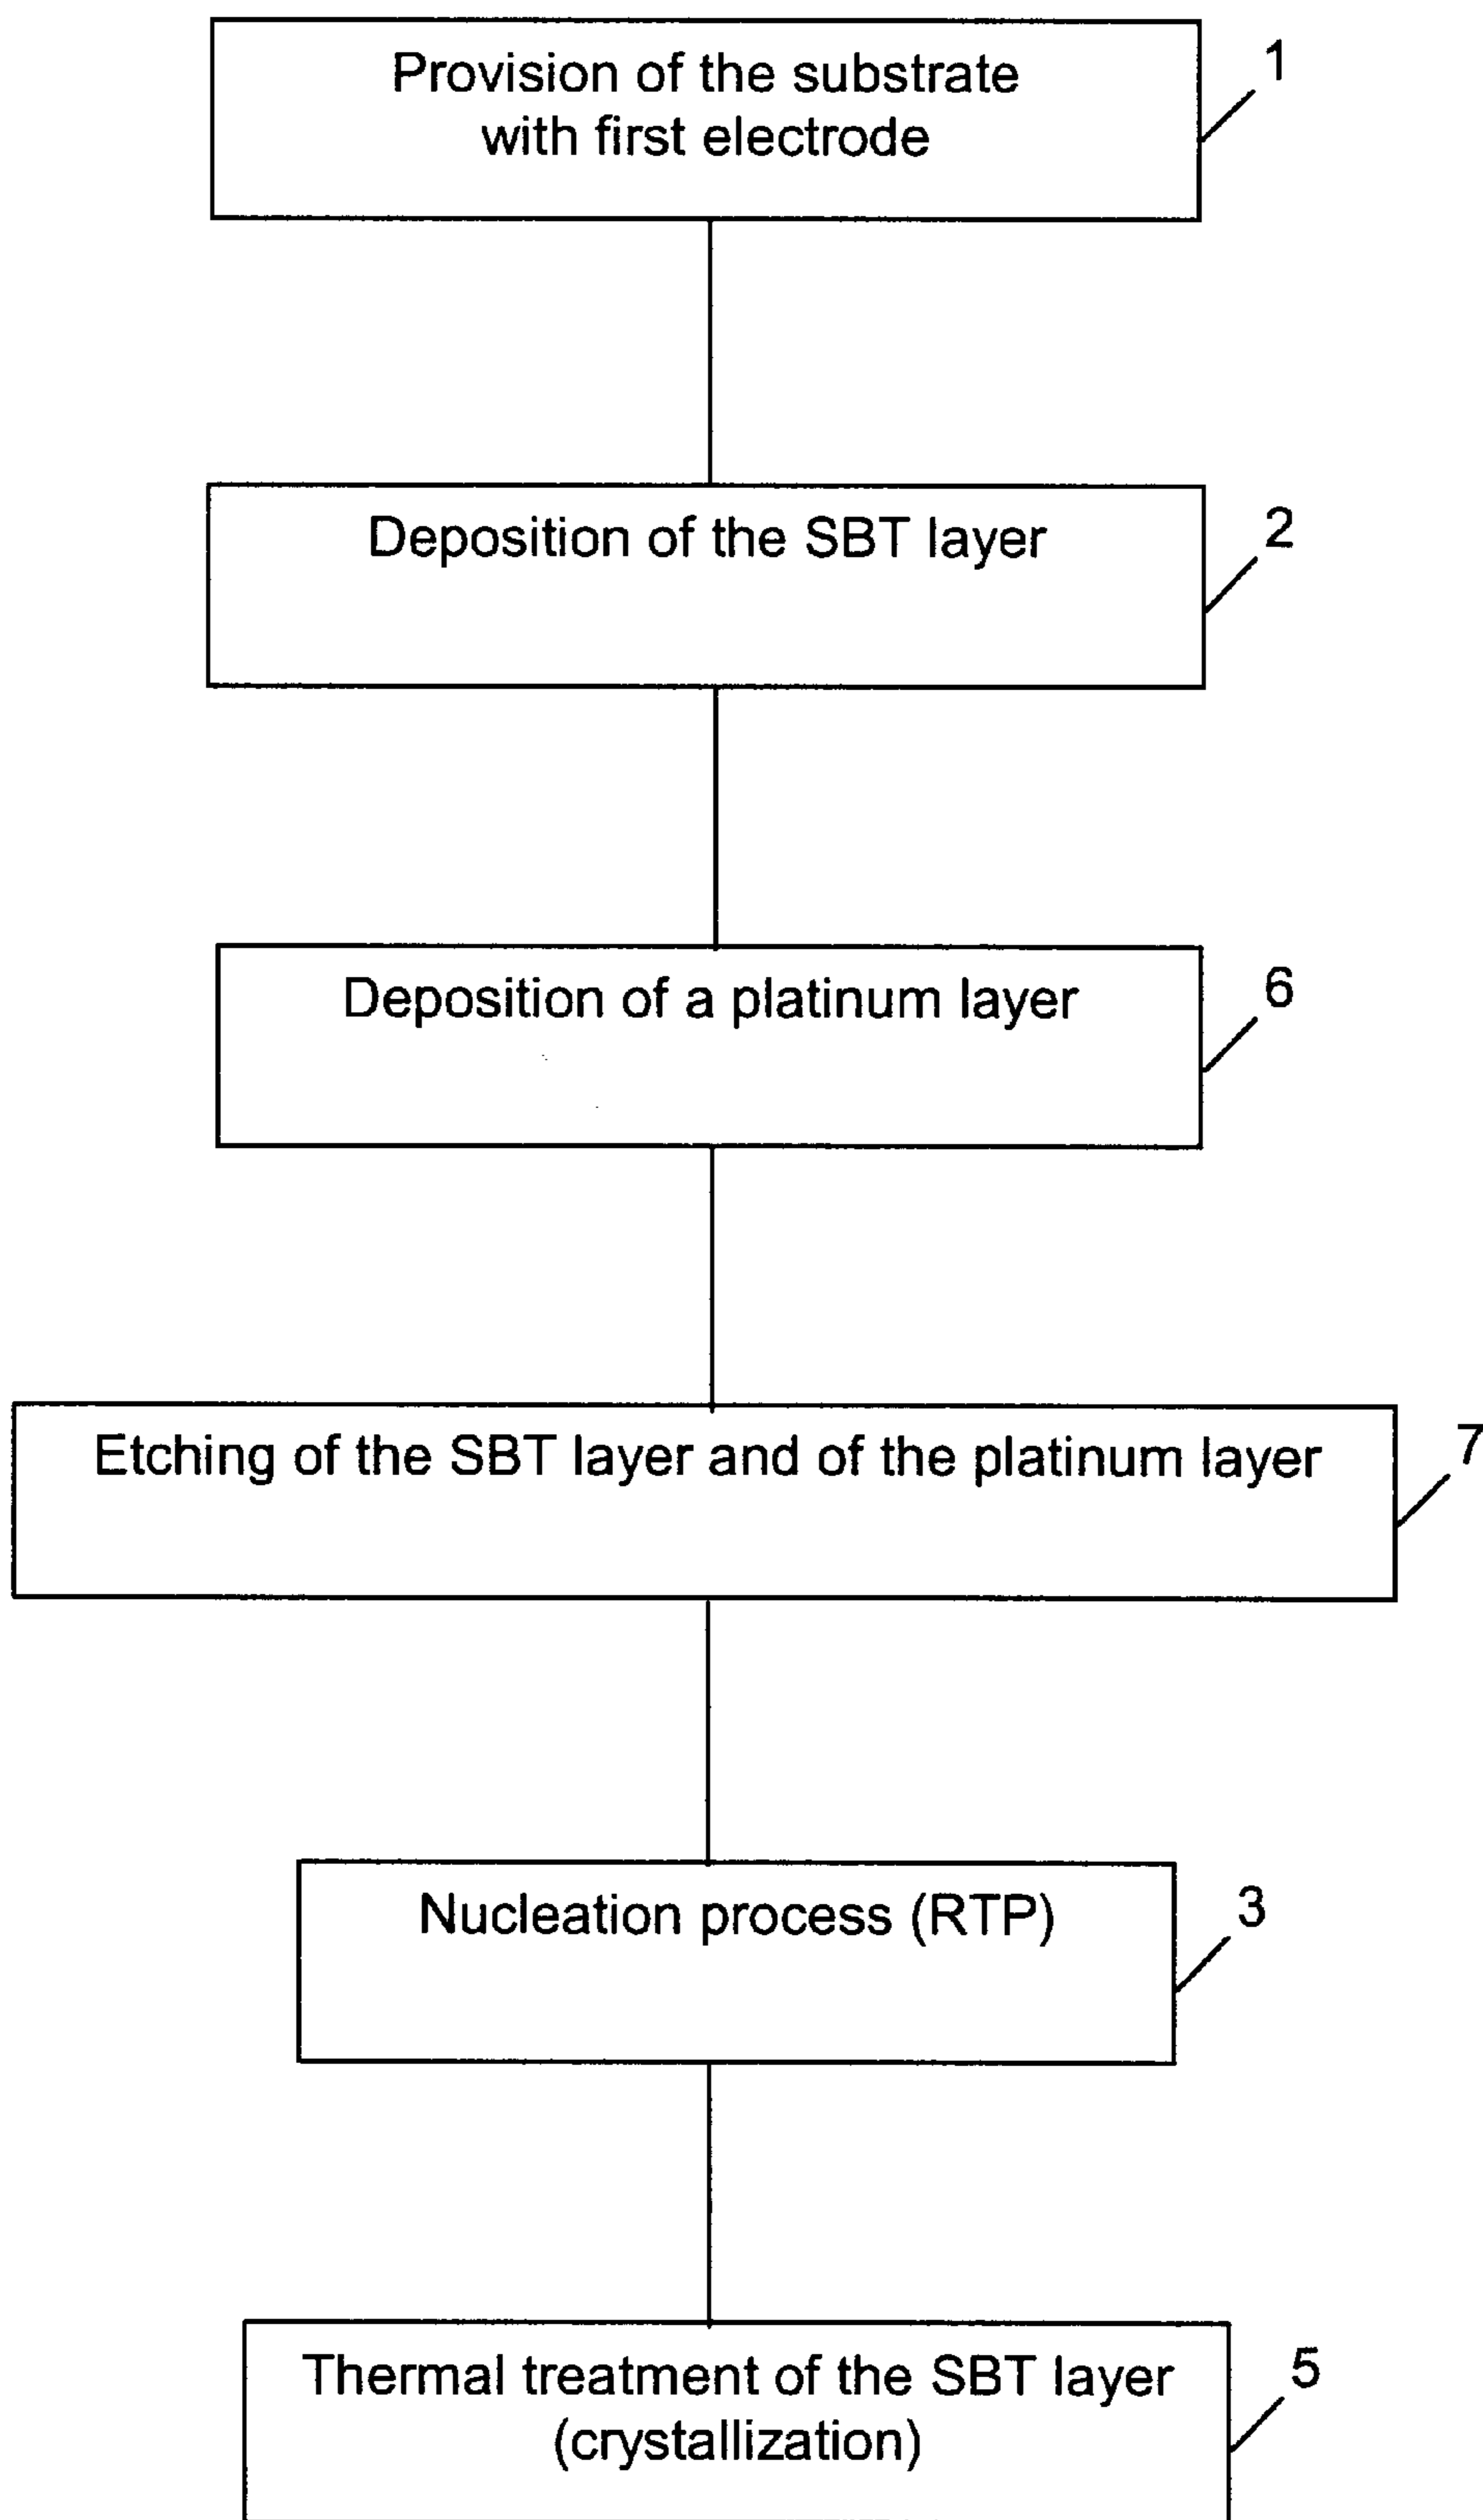 Provision of the substrate
with first electrode
1
Deposition of the SBT layer
2
Deposition of a platinum layer
6
Etching of the SBT layer and of the platinum layer
7
Nucleation process (RTP)
3
Thermal treatment of the SBT layer
(crystallization)
5